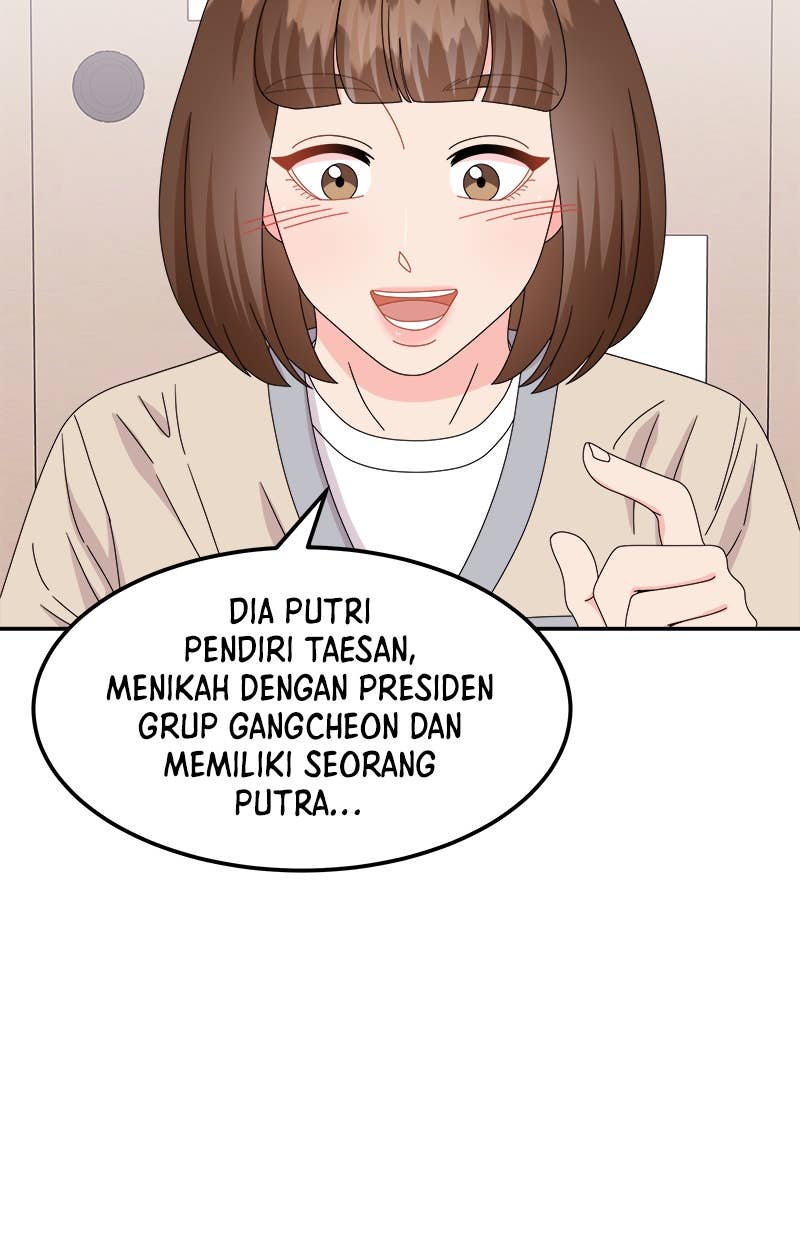 DIA PUTRI
PENDIRI TAESAN,
MENIKAH DENGAN PRESIDEN
GRUP GANGCHEON DAN
MEMILIKI SEORANG
PUTRA...